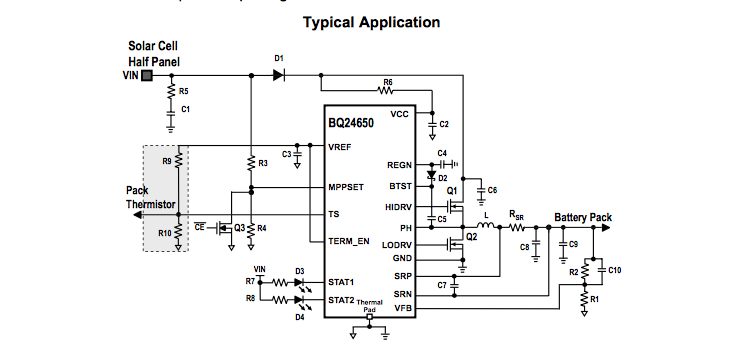 Typical Application
Solar Cell
Half Panel
VIN
D1
R5
C1
R6
VCC
C2
BQ24650
R9
C3
VREF
R3
REGN
C4
D2
MPPSET
BTST
Q1
C6
Pack
Thermistor
HIDRV
TS
C5
L
RSR
Battery Pack
R10
CE
Q3
R4
PH
Q2
TERM_EN
LODRV
C8
C9
GND
VIN
D3
R7
STAT1
SRP
R2
C10
R8
STAT2
Thermal
Pad
SRN
C7
R1
D4
VFB